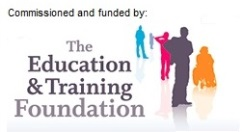 Commissioned and funded by:
The
Education
& Training
Foundation